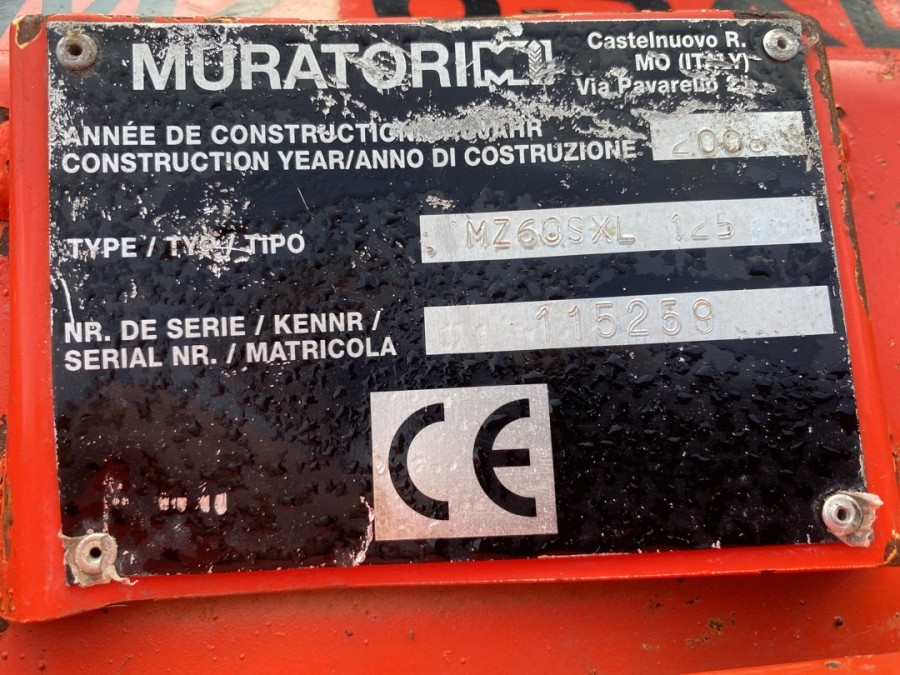 MURATORI
Castelnuovo R.
MO (ITALY)
Via Pavarello
ANNÉE DE CONSTRUCTION
CONSTRUCTION YEAR/ANNO DI COSTRUZIONE
TYPE / TYP / TIPO MZ60SXL 125
NR. DE SERIE / KENNR /
SERIAL NR. / MATRICOLA 115259
CE